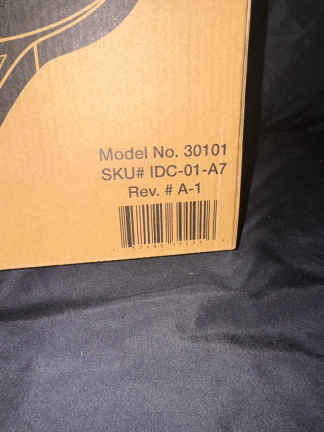 Model No. 30101
SKU# IDC-01-A7
Rev. # A-1